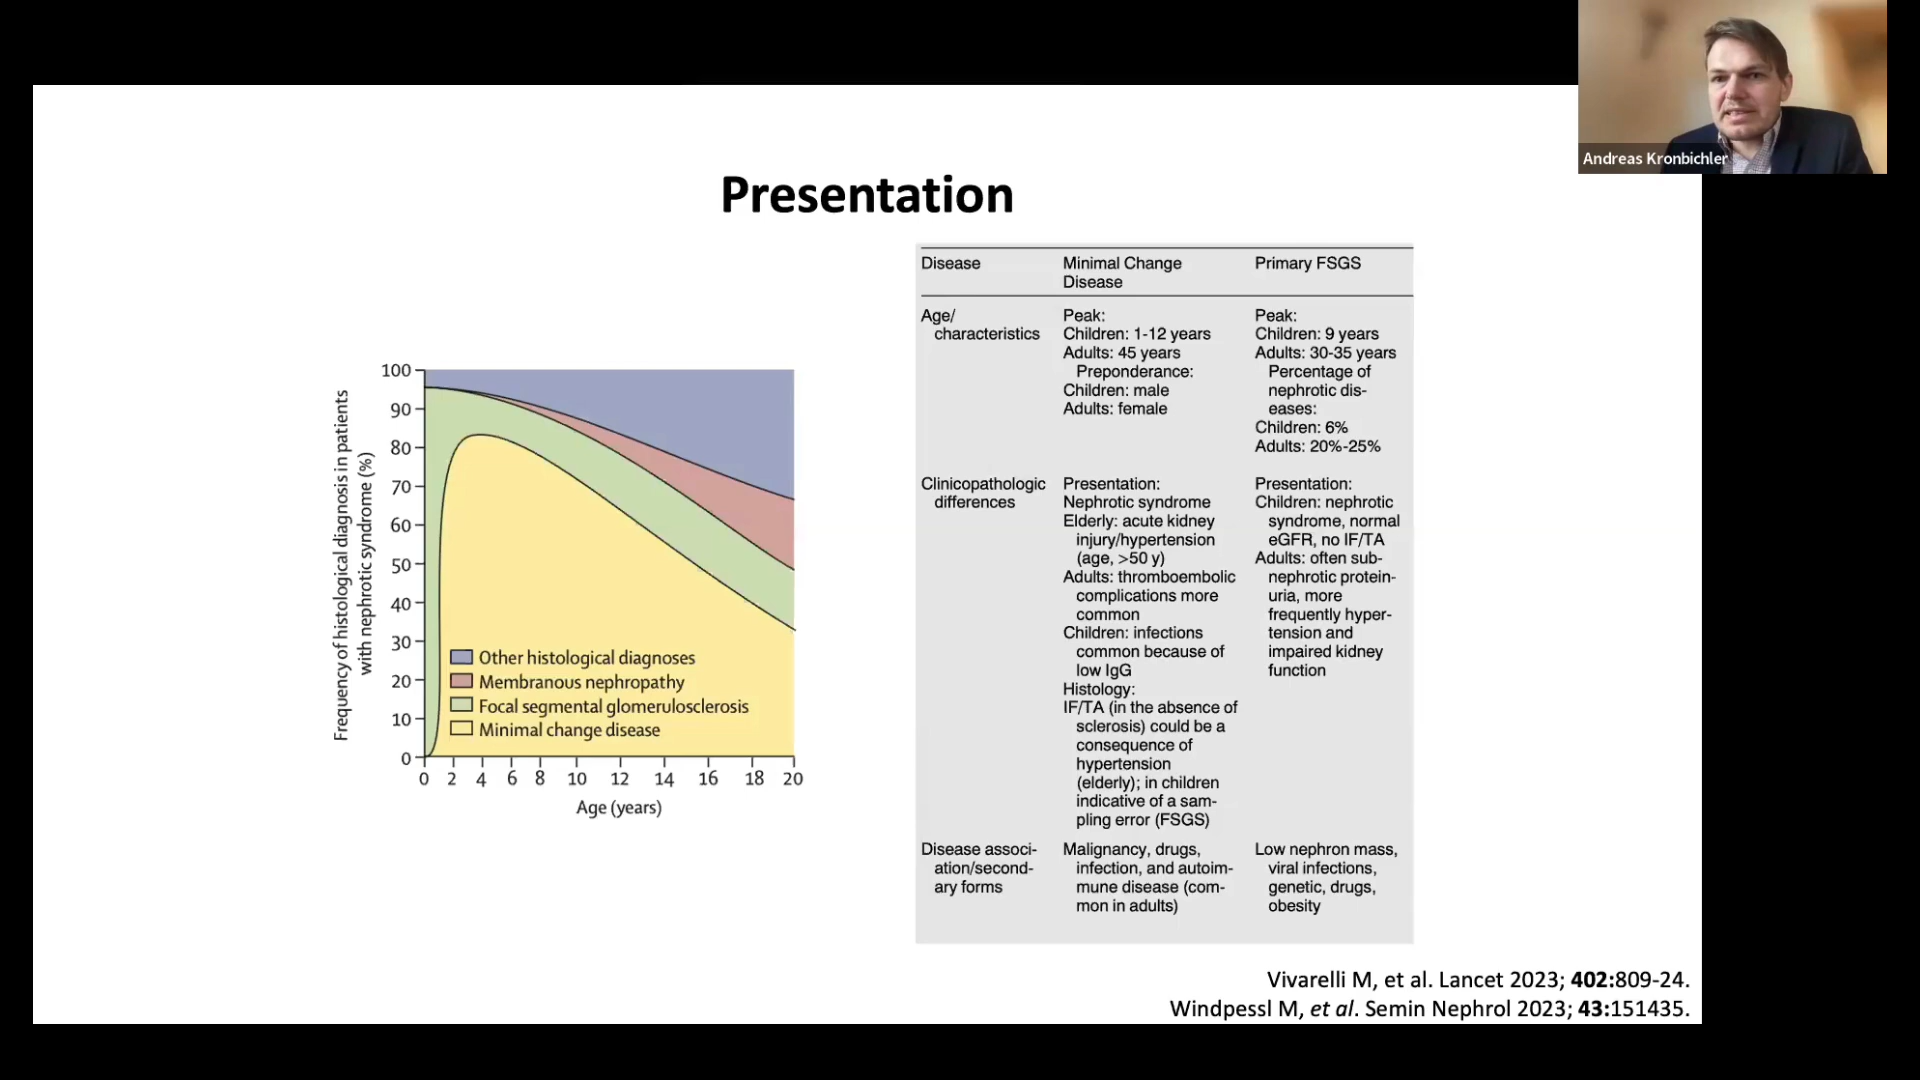 Andreas Kronbichler
Presentation
Frequency of histological diagnosis in patients
with nephrotic syndrome (%)
100
90
80
70
60
50
40
30
20
10
0
Other histological diagnoses
Membranous nephropathy
Focal segmental glomerulosclerosis
Minimal change disease
0 2 4 6 8 10 12 14 16 18 20
Age (years)
Disease
Minimal Change
Disease
Primary FSGS
Age/
characteristics
Peak:
Children: 1-12 years
Adults: 45 years
Preponderance:
Children: male
Adults: female
Peak:
Children: 9 years
Adults: 30-35 years
Percentage of
nephrotic dis-
eases:
Children: 6%
Adults: 20%-25%
Clinicopathologic
differences
Presentation:
Nephrotic syndrome
Elderly: acute kidney
injury/hypertension
(age, >50 y)
Adults: thromboembolic
complications more
common
Children: infections
common because of
low IgG
Histology:
IF/TA (in the absence of
sclerosis) could be a
consequence of
hypertension
(elderly); in children
indicative of a sam-
pling error (FSGS)
Presentation:
Children: nephrotic
syndrome, normal
eGFR, no IF/TA
Adults: often sub-
nephrotic protein-
uria, more
frequently hyper-
tension and
impaired kidney
function
Disease associ-
ation/second-
ary forms
Malignancy, drugs,
infection, and autoim-
mune disease (com-
mon in adults)
Low nephron mass,
viral infections,
genetic, drugs,
obesity
Vivarelli M, et al. Lancet 2023; 402:809-24.
Windpessl M, et al. Semin Nephrol 2023; 43:151435.